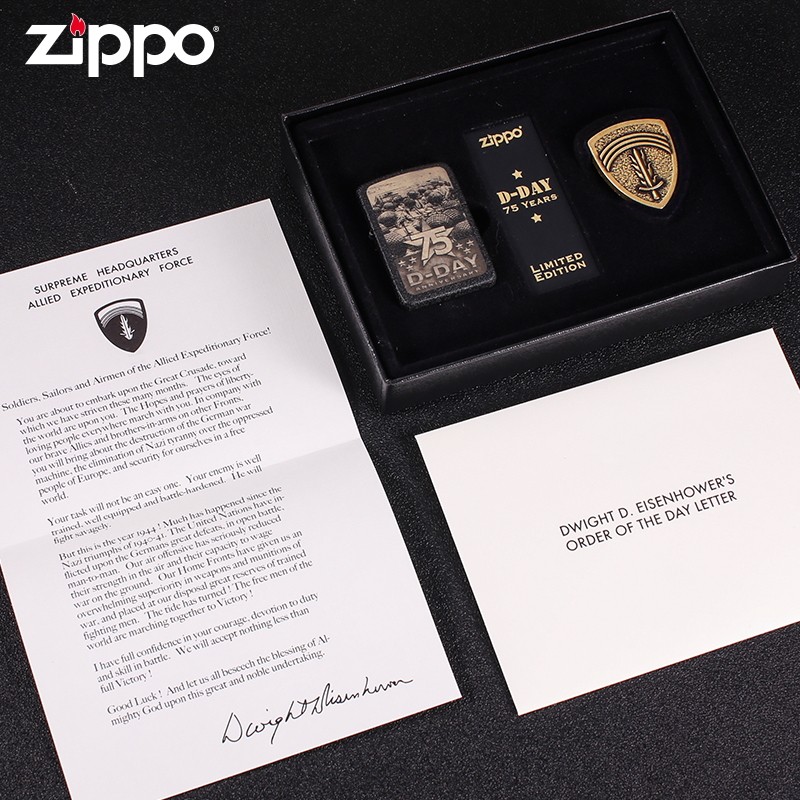 zippo
SURPREME HEADQUARTERS
ALLIED EXPEDITIONARY FORCE
Soldiers, Sailors and Airmen of the Allied Expeditionary Force!
You are about to embark upon the Great Crusade, toward
which we have striven these many months. The eyes of
the world are upon you. The Hopes and prayers of liberty-
loving people everywhere march with you. In company with
our brave Allies and brothers-in-arms on other Fronts,
you will bring about the destruction of the German war
machine, the elimination of Nazi tyranny over the oppressed
people of Europe, and security for ourselves in a free
world.
Your task will not be an easy one. Your enemy is well
trained, well equipped and battle-hardened. He will
fight savagely.
But this is the year 1944! Much has happened since the
Nazi triumphs of 1940-41. The United Nations have in-
flicted upon the Germans great defeats, in open battle,
man-to-man. Our air offensive has seriously reduced
their strength in the air and their capacity to wage
war on the ground. Our Home Fronts have given us an
overwhelming superiority in weapons and munitions of
war, and placed at our disposal great reserves of trained
fighting men. The tide has turned! The free men of the
world are marching together to Victory!
I have full confidence in your courage, devotion to duty
and skill in battle. We will accept nothing less than
full Victory!
Good Luck! And let us all beseech the blessing of Al-
mighty God upon this great and noble undertaking.
Dwight D Eisenhower
75
D-DAY
ANNIVERSARY
zippo
D-DAY
75 YEARS
LIMITED
EDITION
DWIGHT D. EISENHOWER'S
ORDER OF THE DAY LETTER